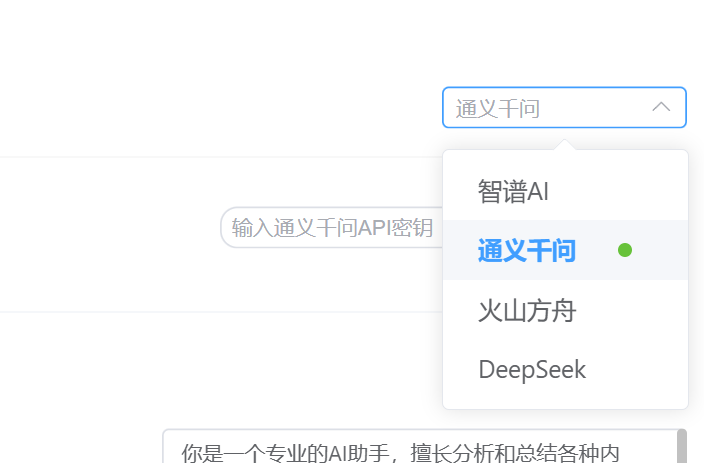 通义千问
智谱AI
输入通义千问API密钥
通义千问
火山方舟
DeepSeek
你是一个专业的AI助手，擅长分析和总结各种内